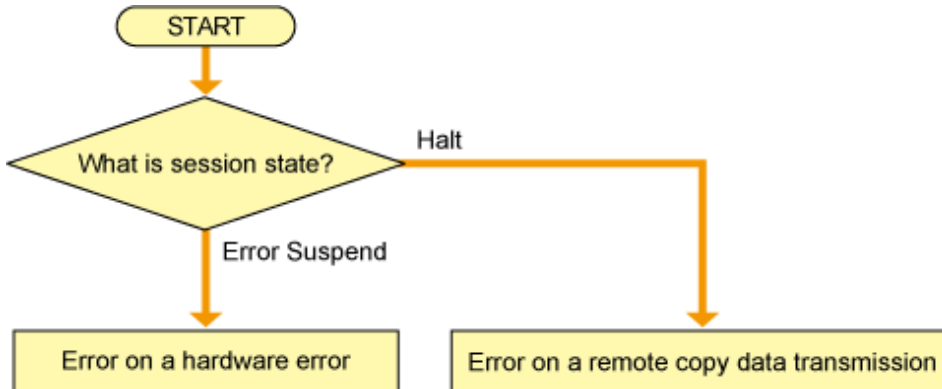 START
What is session state?
Halt
Error Suspend
Error on a hardware error
Error on a remote copy data transmission